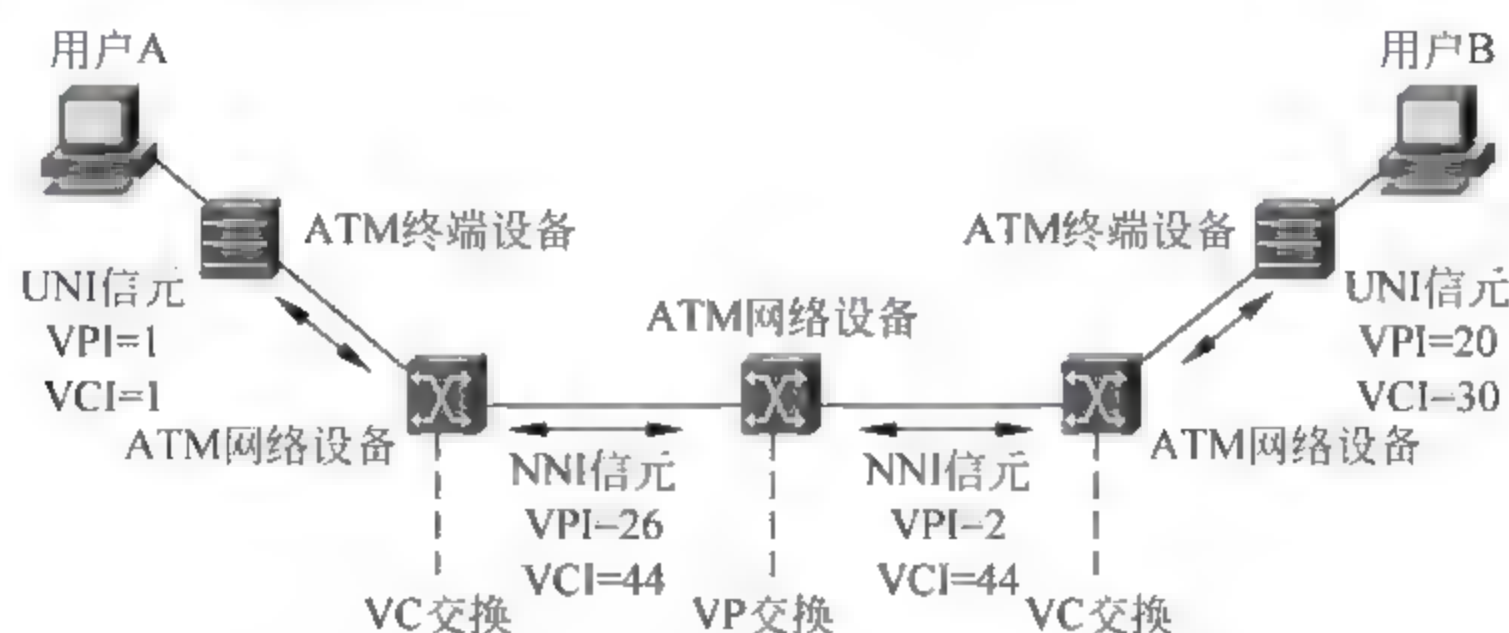 用户A
用户B
ATM终端设备
ATM终端设备
UNI信元
VPI=1
VCI=1
UNI信元
VPI=20
VCI=30
ATM网络设备
ATM网络设备
ATM网络设备
NNI信元
VPI=26
VCI=44
NNI信元
VPI=2
VCI=44
VC交换
VP交换
VC交换